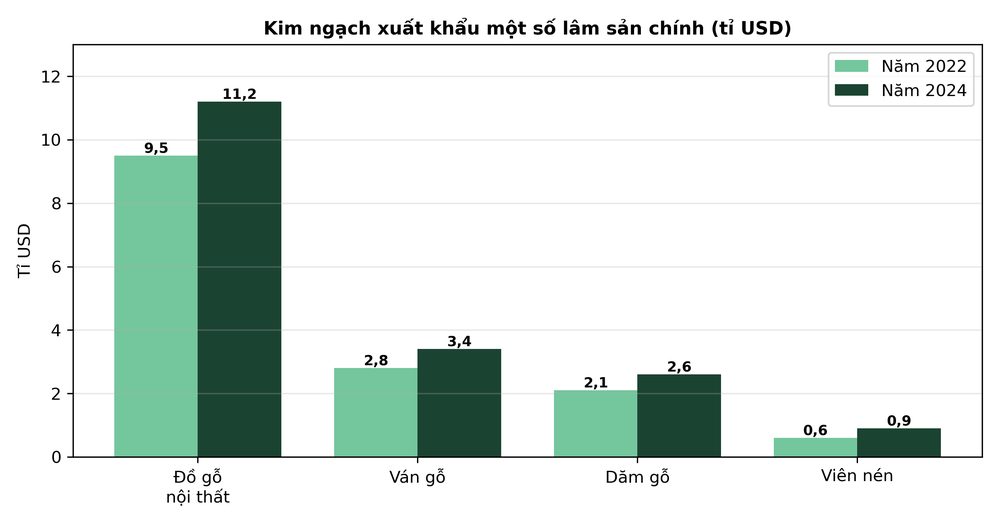 Kim ngạch xuất khẩu một số lâm sản chính (tỉ USD)
Năm 2022
Năm 2024
Tỉ USD
12
10
8
6
4
2
0
9,5
11,2
2,8
3,4
2,1
2,6
0,6
0,9
Đồ gỗ
nội thất
Ván gỗ
Dăm gỗ
Viên nén